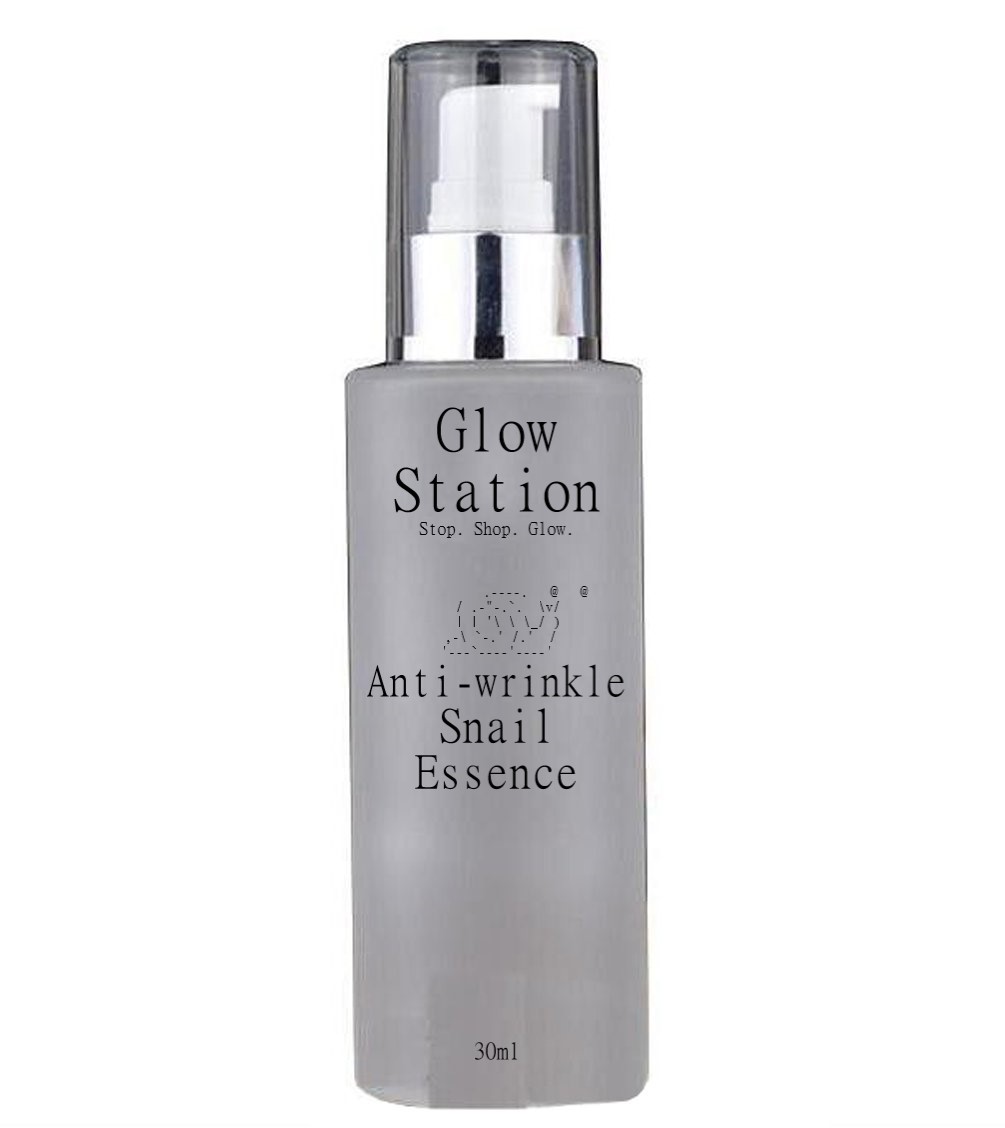 Glow
Station
Stop. Shop. Glow.
Anti-wrinkle
Snail
Essence
30ml